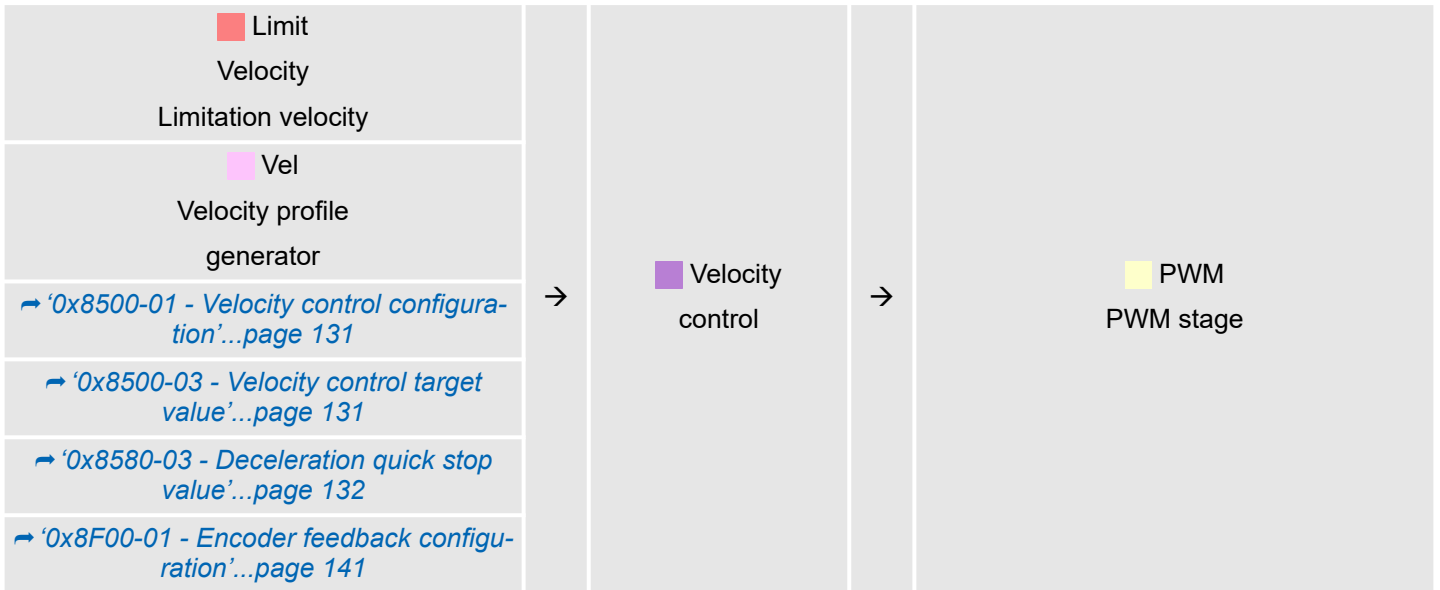 Limit
Velocity
Limitation velocity
Vel
Velocity profile
generator
➦ ‘0x8500-01 - Velocity control configura-
tion’...page 131
➦ ‘0x8500-03 - Velocity control target
value’...page 131
➦ ‘0x8580-03 - Deceleration quick stop
value’...page 132
➦ ‘0x8F00-01 - Encoder feedback configu-
ration’...page 141
→
Velocity
control
→
PWM
PWM stage